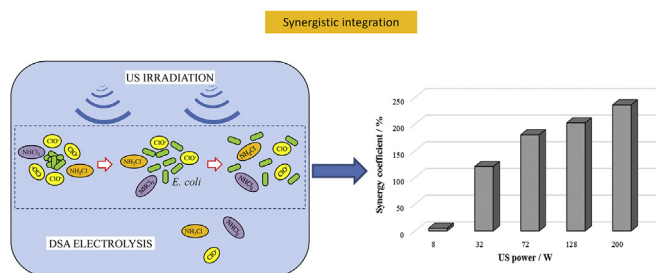 Synergistic integration
US IRRADIATION
ClO⁻
NHCl₂
ClO⁻
ClO⁻
ClO⁻
NH₂Cl
NH₂Cl
ClO⁻
ClO⁻
NHCl₂
E. coli
NH₂Cl
ClO⁻
ClO⁻
NHCl₂
DSA ELECTROLYSIS
NH₂Cl
NHCl₂
ClO⁻
Synergy coefficient / %
250
200
150
100
50
0
8 32 72 128 200
US power / W